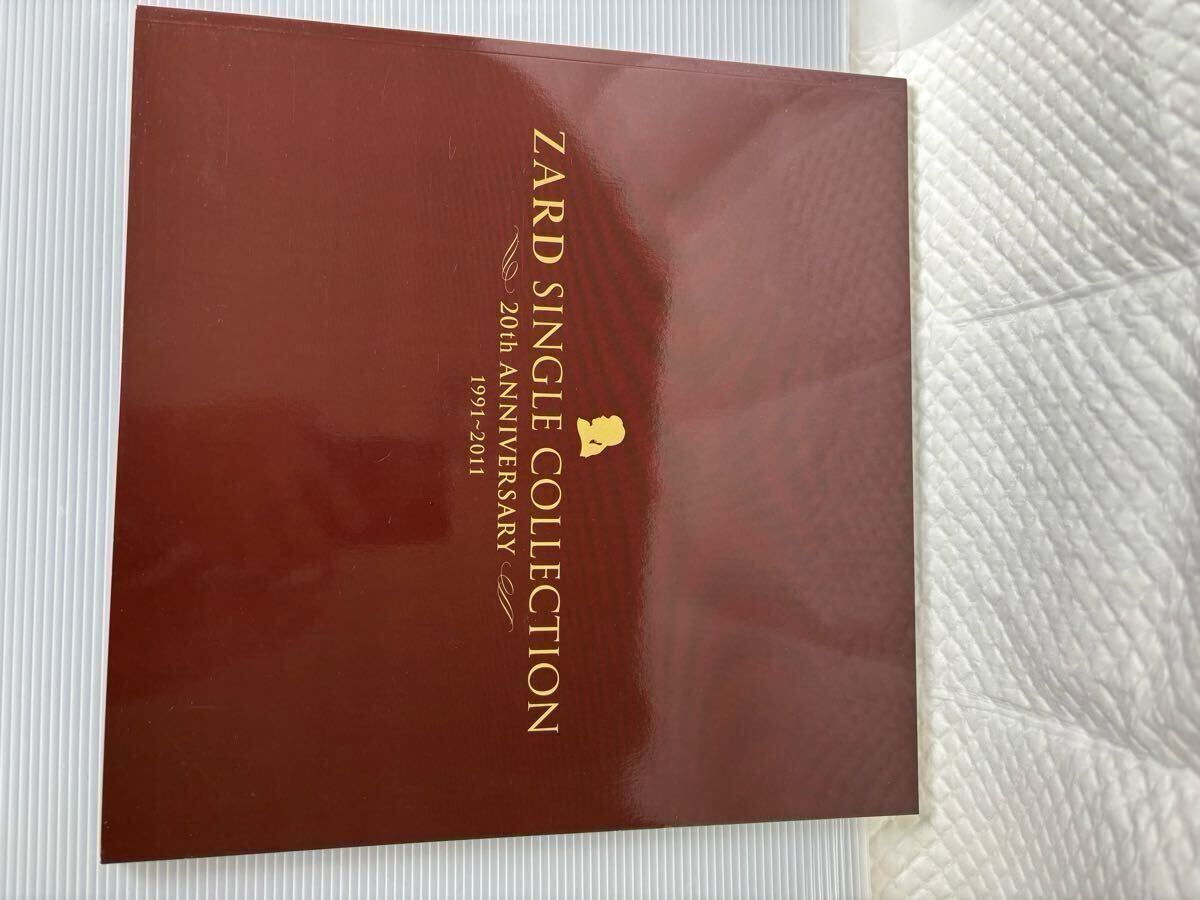 ZARD SINGLE COLLECTION
20th ANNIVERSARY
1991~2011